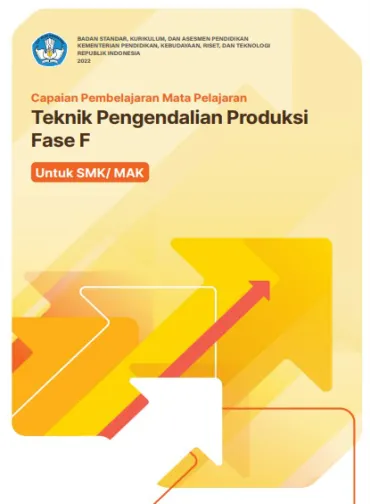 BADAN STANDAR, KURIKULUM, DAN ASESMEN PENDIDIKAN
KEMENTERIAN PENDIDIKAN, KEBUDAYAAN, RISET, DAN TEKNOLOGI
REPUBLIK INDONESIA
2022
Capaian Pembelajaran Mata Pelajaran
Teknik Pengendalian Produksi
Fase F
Untuk SMK/ MAK